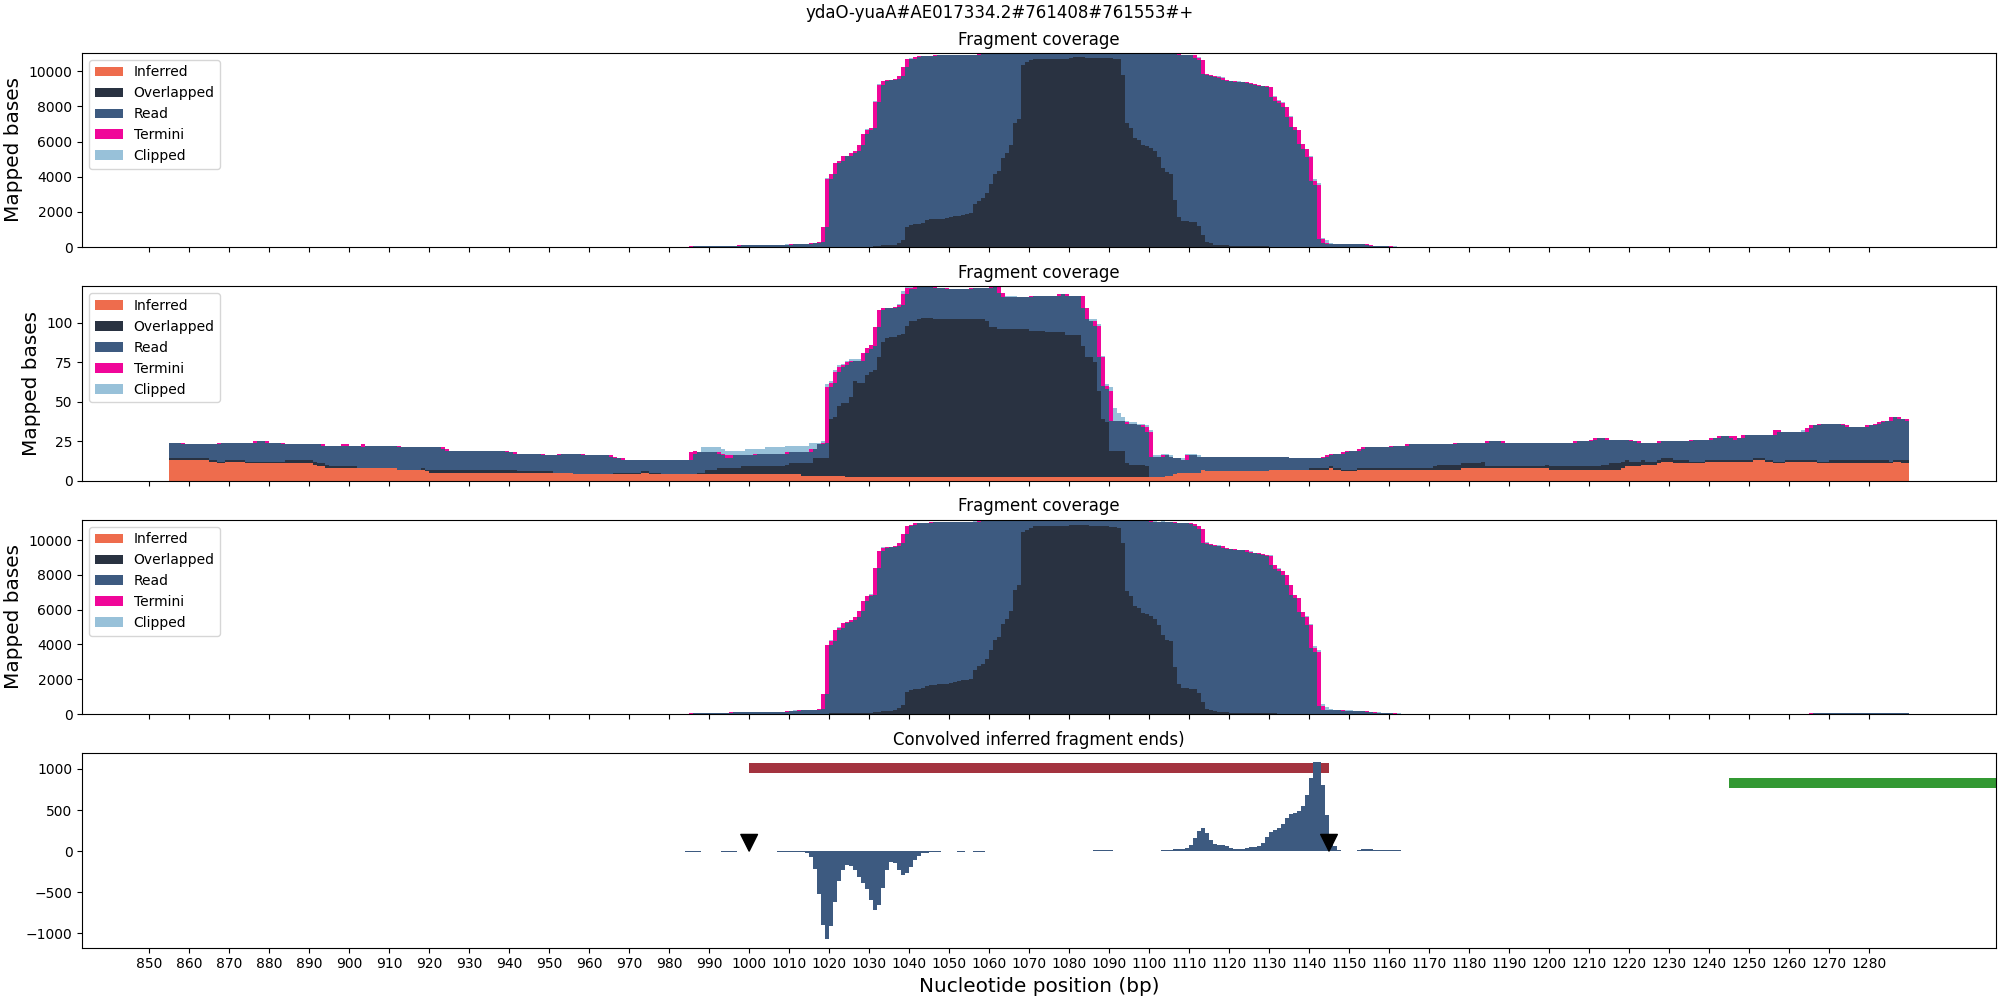 ydaO-yuaA#AE017334.2#761408#761553#+
Fragment coverage
Mapped bases
10000
8000
6000
4000
2000
0
Inferred
Overlapped
Read
Termini
Clipped
Fragment coverage
Mapped bases
100
75
50
25
0
Inferred
Overlapped
Read
Termini
Clipped
Fragment coverage
Mapped bases
10000
8000
6000
4000
2000
0
Inferred
Overlapped
Read
Termini
Clipped
Convolved inferred fragment ends)
1000
500
0
−500
−1000
850 860 870 880 890 900 910 920 930 940 950 960 970 980 990 1000 1010 1020 1030 1040 1050 1060 1070 1080 1090 1100 1110 1120 1130 1140 1150 1160 1170 1180 1190 1200 1210 1220 1230 1240 1250 1260 1270 1280
Nucleotide position (bp)